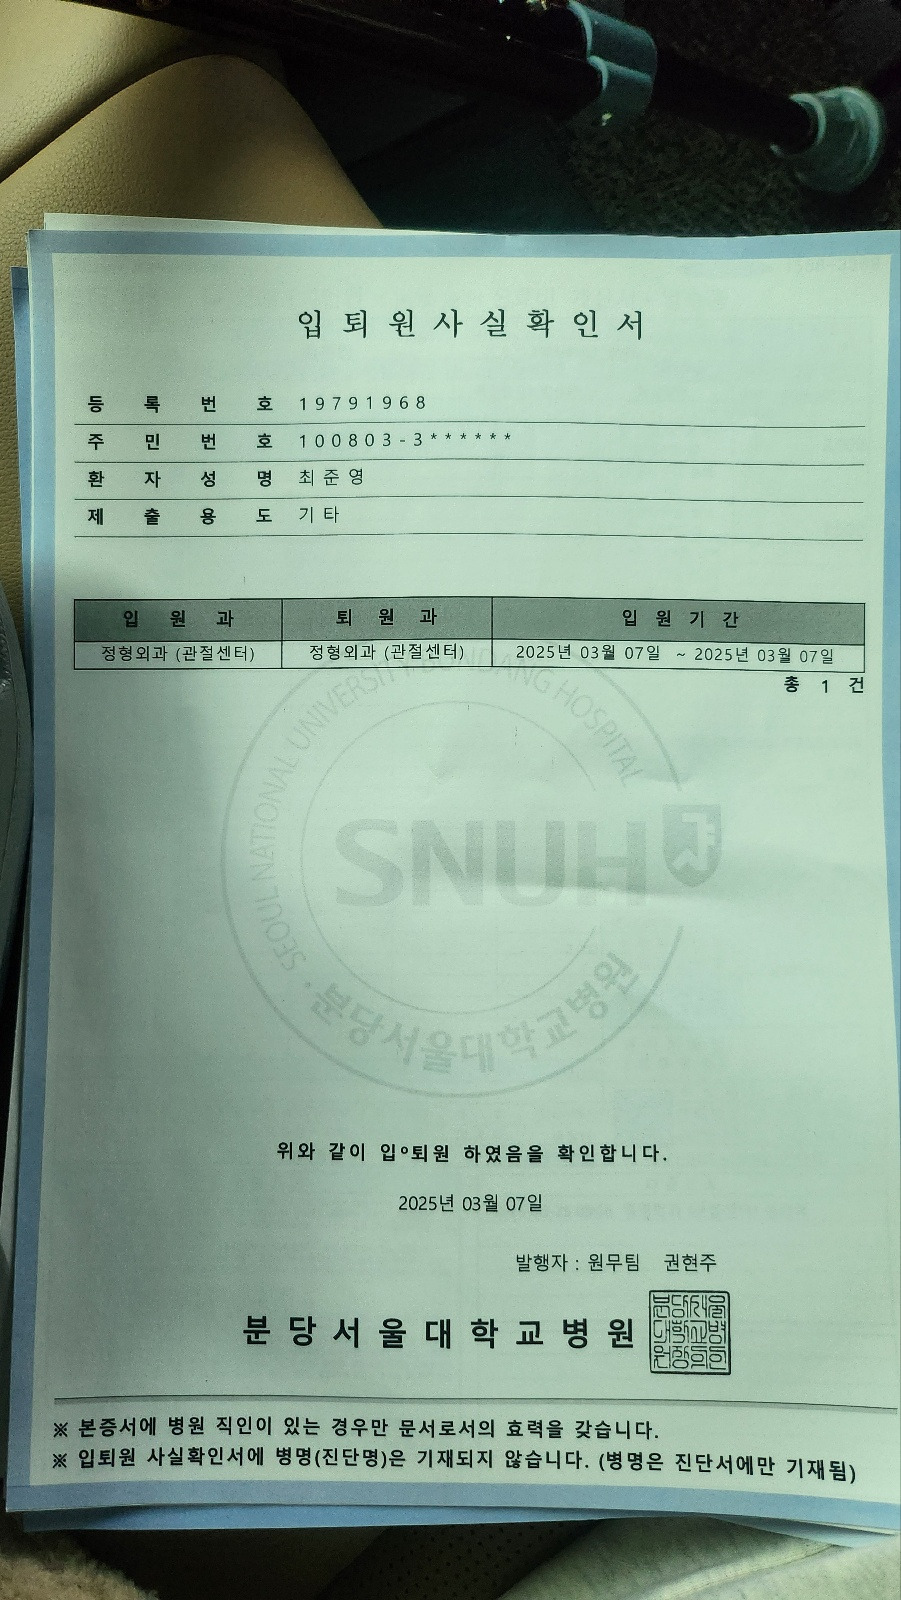 입퇴원사실확인서
등록번호 19791968
주민번호 100803-3******
환자성명 최준영
제출용도 기타
입원과 퇴원과 입원기간
정형외과 (관절센터) 정형외과 (관절센터) 2025년 03월 07일 ~ 2025년 03월 07일
총 1 건
SEOUL NATIONAL UNIVERSITY BUNDANG HOSPITAL
SNUH
분당서울대학교병원
위와 같이 입º퇴원 하였음을 확인합니다.
2025년 03월 07일
발행자 : 원무팀 권현주
분당서울대학교병원
※ 본증서에 병원 직인이 있는 경우만 문서로서의 효력을 갖습니다.
※ 입퇴원 사실확인서에 병명(진단명)은 기재되지 않습니다. (병명은 진단서에만 기재됨)